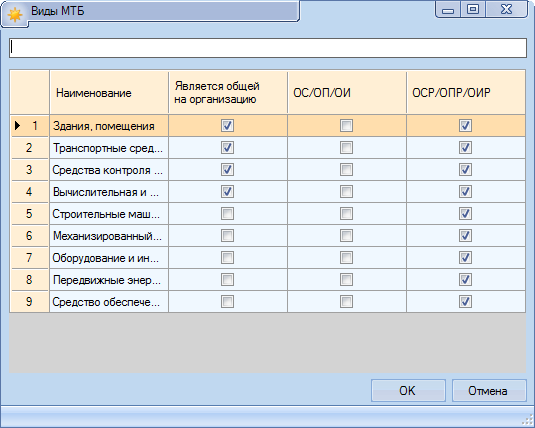 Виды МТБ
Наименование
Является общей
на организацию
ОС/ОП/ОИ
ОСР/ОПР/ОИР
1 Здания, помещения
2 Транспортные сред...
3 Средства контроля ...
4 Вычислительная и ...
5 Строительные маш...
6 Механизированный...
7 Оборудование и ин...
8 Передвижные энер...
9 Средство обеспече...
OK
Отмена